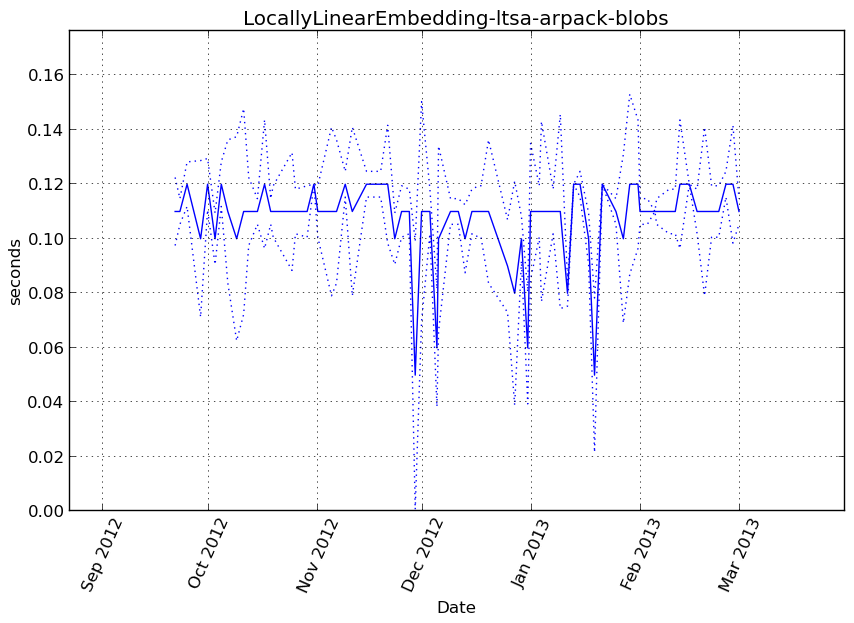 LocallyLinearEmbedding-ltsa-arpack-blobs
0.16
0.14
0.12
0.10
0.08
0.06
0.04
0.02
0.00
seconds
Sep 2012
Oct 2012
Nov 2012
Dec 2012
Jan 2013
Feb 2013
Mar 2013
Date